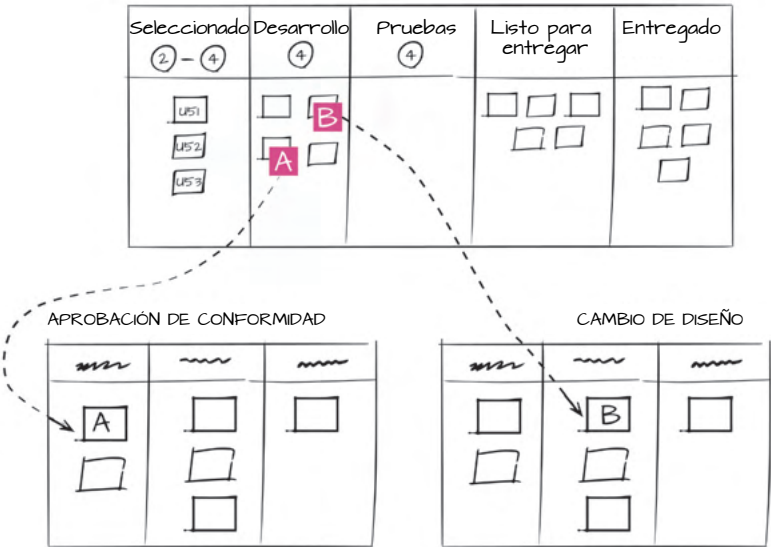 Seleccionado Desarrollo Pruebas Listo para Entregado
entregar
2 - 4 4 4
US1 B
US2 A
US3
APROBACIÓN DE CONFORMIDAD CAMBIO DE DISEÑO
A B